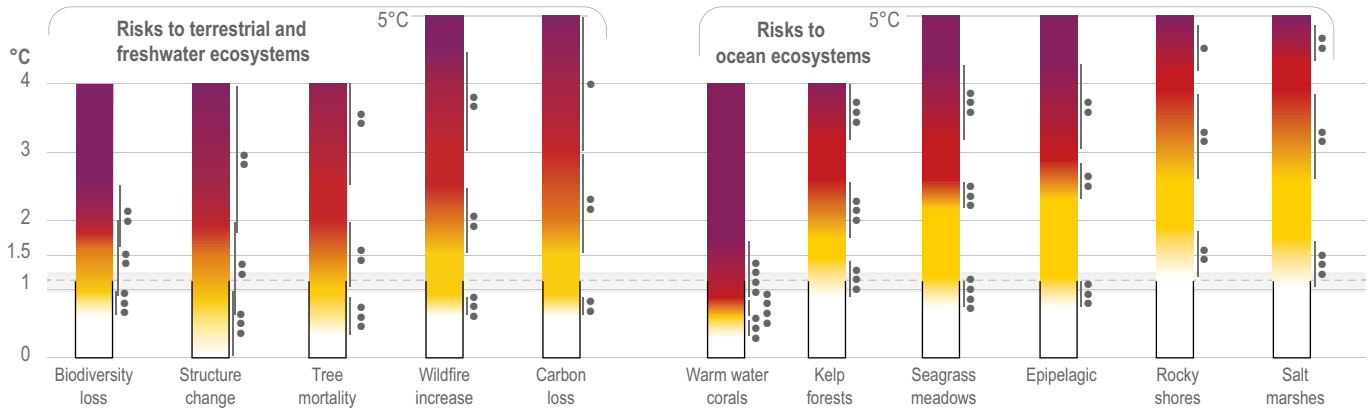 Risks to terrestrial and
freshwater ecosystems
5°C
Risks to
ocean ecosystems
5°C
°C
4
3
2
1.5
1
0
Biodiversity
loss
Structure
change
Tree
mortality
Wildfire
increase
Carbon
loss
Warm water
corals
Kelp
forests
Seagrass
meadows
Epipelagic
Rocky
shores
Salt
marshes